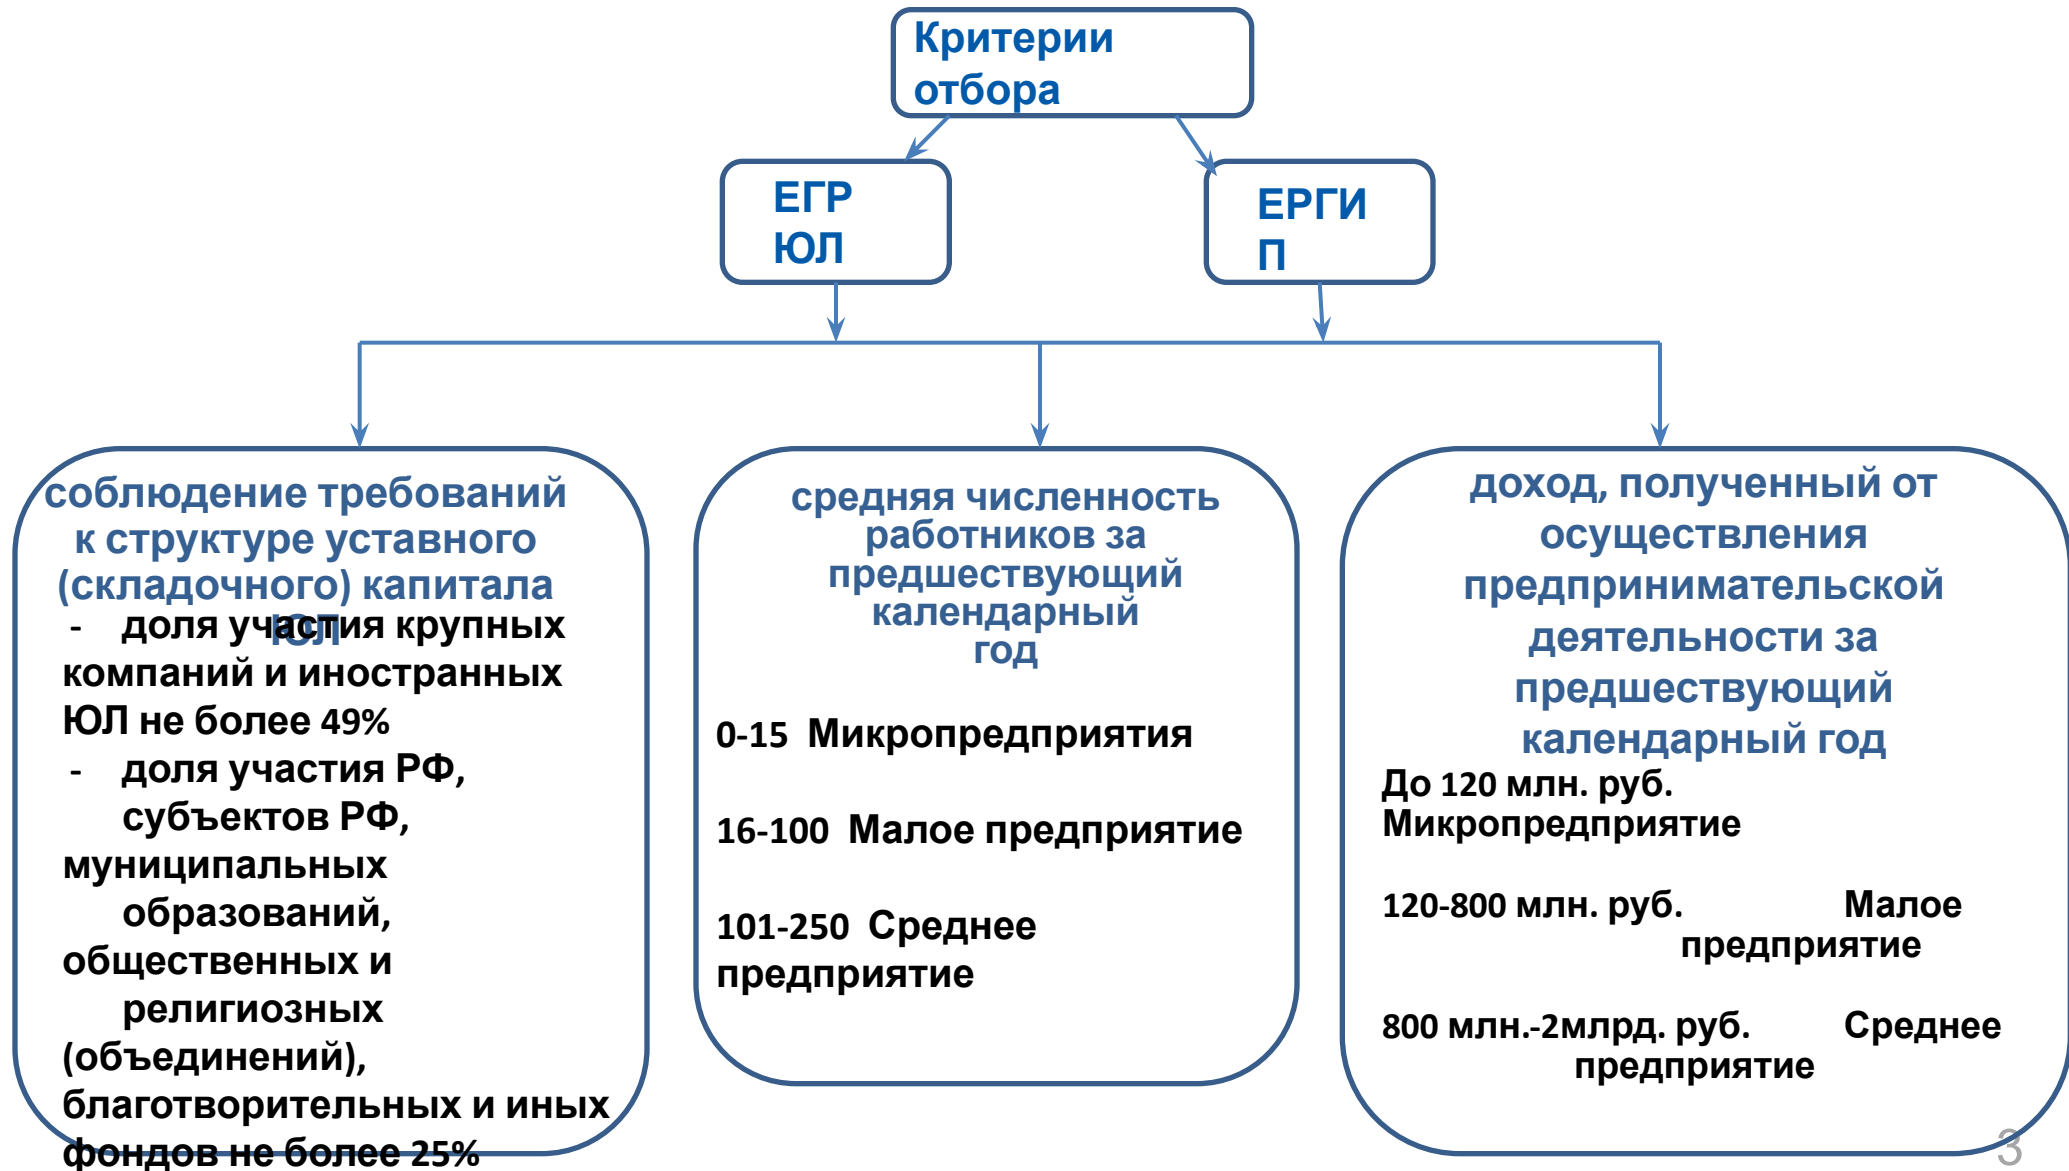 Критерии
отбора
ЕГР
ЮЛ
ЕРГИ
П
соблюдение требований
к структуре уставного
(складочного) капитала
ЮЛ
- доля участия крупных
компаний и иностранных
ЮЛ не более 49%
- доля участия РФ,
субъектов РФ,
муниципальных
образований,
общественных и
религиозных
(объединений),
благотворительных и иных
фондов не более 25%
средняя численность
работников за
предшествующий
календарный
год
0-15 Микропредприятия
16-100 Малое предприятие
101-250 Среднее
предприятие
доход, полученный от
осуществления
предпринимательской
деятельности за
предшествующий
календарный год
До 120 млн. руб.
Микропредприятие
120-800 млн. руб. Малое
предприятие
800 млн.-2млрд. руб. Среднее
предприятие
3